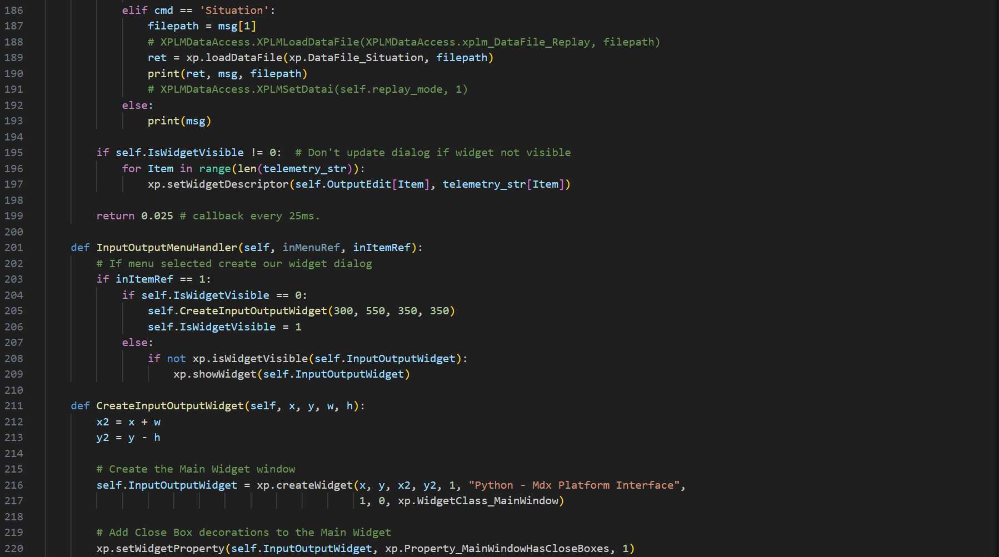 186 elif cmd == 'Situation':
187 filepath = msg[1]
188 # XPLMDataAccess.XPLMLoadDataFile(XPLMDataAccess.xplm_DataFile_Replay, filepath)
189 ret = xp.loadDataFile(xp.DataFile_Situation, filepath)
190 print(ret, msg, filepath)
191 # XPLMDataAccess.XPLMSetDatai(self.replay_mode, 1)
192 else:
193 print(msg)
194
195 if self.IsWidgetVisible != 0:  # Don't update dialog if widget not visible
196 for Item in range(len(telemetry_str)):
197 xp.setWidgetDescriptor(self.OutputEdit[Item], telemetry_str[Item])
198
199 return 0.025 # callback every 25ms.
200
201 def InputOutputMenuHandler(self, inMenuRef, inItemRef):
202 # If menu selected create our widget dialog
203 if inItemRef == 1:
204 if self.IsWidgetVisible == 0:
205 self.CreateInputOutputWidget(300, 550, 350, 350)
206 self.IsWidgetVisible = 1
207 else:
208 if not xp.isWidgetVisible(self.InputOutputWidget):
209 xp.showWidget(self.InputOutputWidget)
210
211 def CreateInputOutputWidget(self, x, y, w, h):
212 x2 = x + w
213 y2 = y - h
214
215 # Create the Main Widget window
216 self.InputOutputWidget = xp.createWidget(x, y, x2, y2, 1, "Python - Mdx Platform Interface",
217 1, 0, xp.WidgetClass_MainWindow)
218
219 # Add Close Box decorations to the Main Widget
220 xp.setWidgetProperty(self.InputOutputWidget, xp.Property_MainWindowHasCloseBoxes, 1)